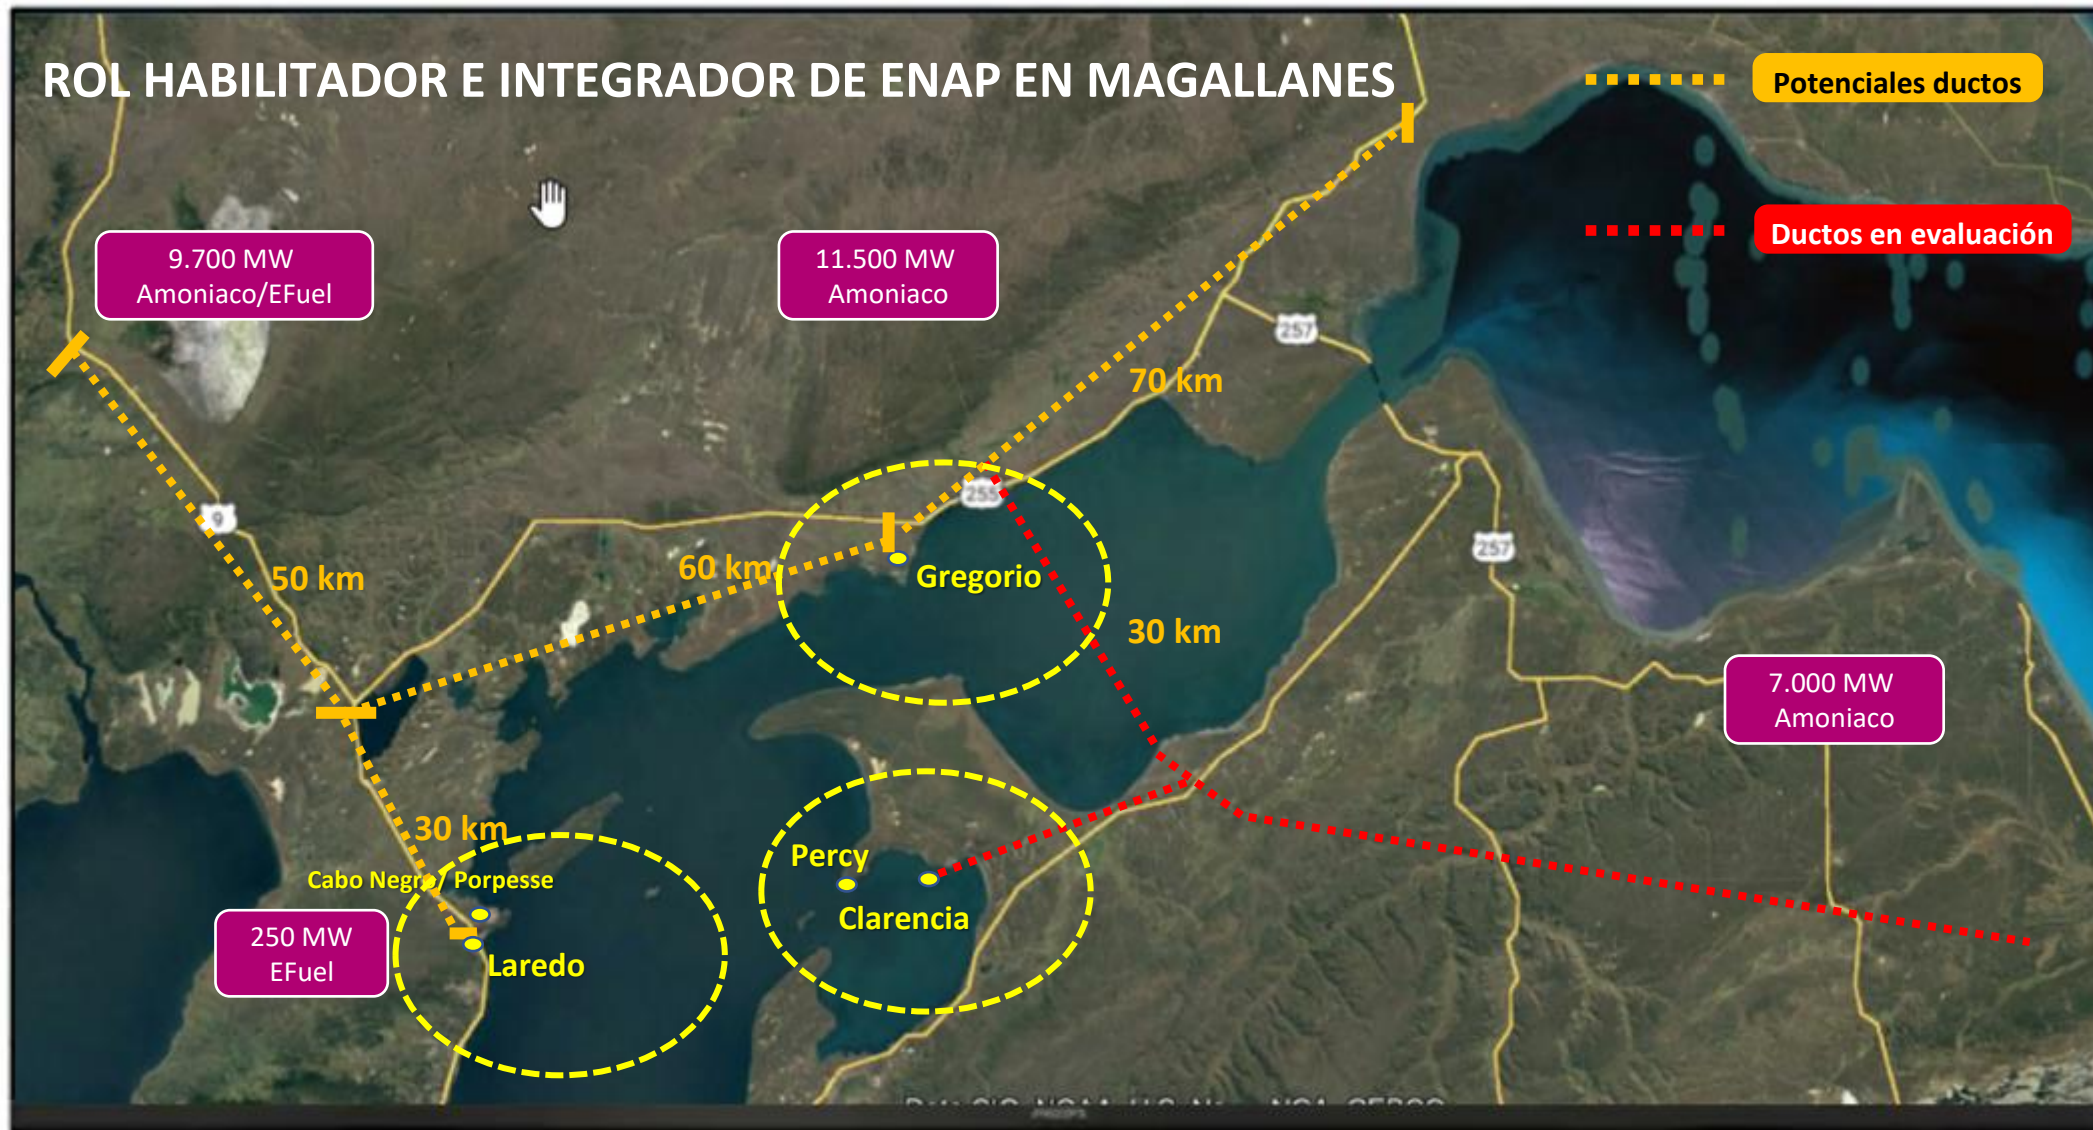 ROL HABILITADOR E INTEGRADOR DE ENAP EN MAGALLANES
Potenciales ductos
Ductos en evaluación
9.700 MW
Amoniaco/EFuel
11.500 MW
Amoniaco
257
70 km
255
9
50 km
60 km
Gregorio
257
30 km
7.000 MW
Amoniaco
30 km
Percy
Cabo Negro/ Porpesse
Clarencia
250 MW
EFuel
Laredo